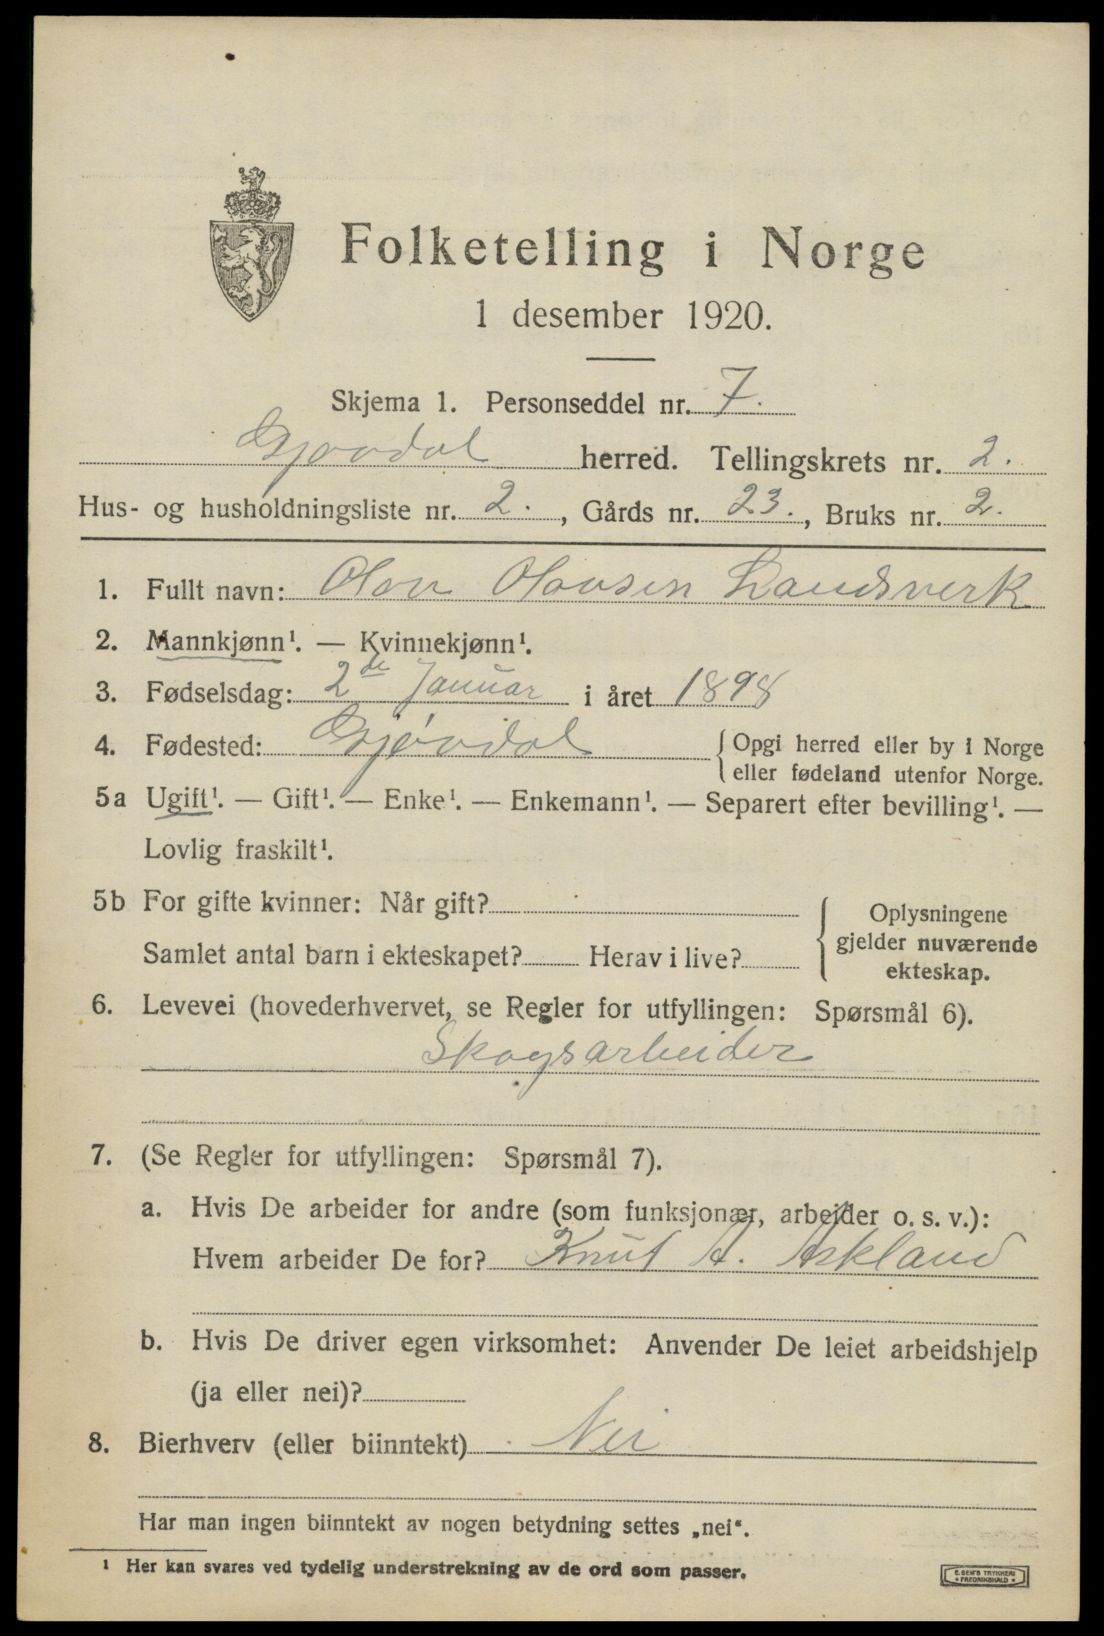 Folketelling i Norge
1 desember 1920.
Skjema 1. Personseddel nr. 7.
Gjøvdal herred. Tellingskrets nr. 2.
Hus- og husholdningsliste nr. 2., Gårds nr. 23., Bruks nr. 2.
1. Fullt navn: Olav Olavsen Landsverk
2. Mannkjønn¹. — Kvinnekjønn¹.
3. Fødselsdag: 2de Januar i året 1898
4. Fødested: Gjøvdal { Opgi herred eller by i Norge
eller fødeland utenfor Norge.
5a Ugift¹. — Gift¹. — Enke¹. — Enkemann¹. — Separert efter bevilling¹. —
Lovlig fraskilt¹.
5b For gifte kvinner: Når gift?
Samlet antal barn i ekteskapet? Herav i live?
{ Oplysningene
gjelder nuværende
ekteskap.
6. Levevei (hovederhvervet, se Regler for utfyllingen: Spørsmål 6).
Skogsarbeider
7. (Se Regler for utfyllingen: Spørsmål 7).
a. Hvis De arbeider for andre (som funksjonær, arbejder o. s. v.):
Hvem arbeider De for? Knut A. Askland
b. Hvis De driver egen virksomhet: Anvender De leiet arbeidshjelp
(ja eller nei)?
8. Bierhverv (eller biinntekt) Nei
Har man ingen biinntekt av nogen betydning settes „nei“.
¹ Her kan svares ved tydelig understrekning av de ord som passer.
E. SEM'S TRYKKERI
• FREDRIKSHALD •